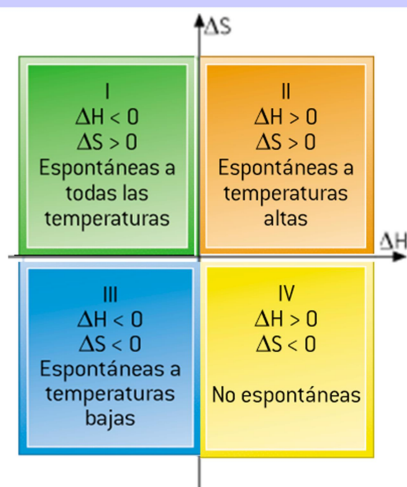 ΔS
I
ΔH < 0
ΔS > 0
Espontáneas a
todas las
temperaturas
II
ΔH > 0
ΔS > 0
Espontáneas a
temperaturas
altas
ΔH
III
ΔH < 0
ΔS < 0
Espontáneas a
temperaturas
bajas
IV
ΔH > 0
ΔS < 0
No espontáneas